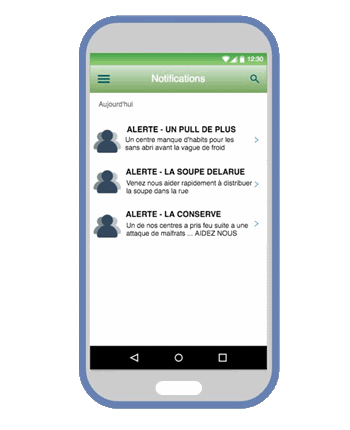 12:30
Notifications
Aujourd'hui
ALERTE - UN PULL DE PLUS
Un centre manque d'habits pour les
sans abri avant la vague de froid
ALERTE - LA SOUPE DELARUE
Venez nous aider rapidement à distribuer
la soupe dans la rue
ALERTE - LA CONSERVE
Un de nos centres a pris feu suite a une
attaque de malfrats ... AIDEZ NOUS